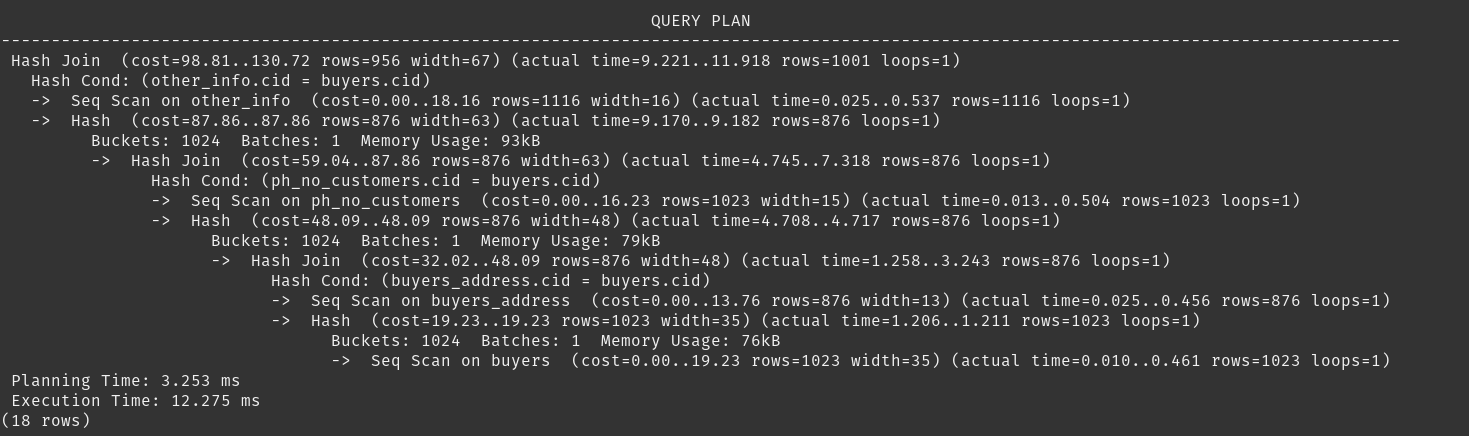 QUERY PLAN
--------------------------------------------------------------------------------------------------------------------------------------------
Hash Join  (cost=98.81..130.72 rows=956 width=67) (actual time=9.221..11.918 rows=1001 loops=1)
  Hash Cond: (other_info.cid = buyers.cid)
  ->  Seq Scan on other_info  (cost=0.00..18.16 rows=1116 width=16) (actual time=0.025..0.537 rows=1116 loops=1)
  ->  Hash  (cost=87.86..87.86 rows=876 width=63) (actual time=9.170..9.182 rows=876 loops=1)
        Buckets: 1024  Batches: 1  Memory Usage: 93kB
        ->  Hash Join  (cost=59.04..87.86 rows=876 width=63) (actual time=4.745..7.318 rows=876 loops=1)
              Hash Cond: (ph_no_customers.cid = buyers.cid)
              ->  Seq Scan on ph_no_customers  (cost=0.00..16.23 rows=1023 width=15) (actual time=0.013..0.504 rows=1023 loops=1)
              ->  Hash  (cost=48.09..48.09 rows=876 width=48) (actual time=4.708..4.717 rows=876 loops=1)
                    Buckets: 1024  Batches: 1  Memory Usage: 79kB
                    ->  Hash Join  (cost=32.02..48.09 rows=876 width=48) (actual time=1.258..3.243 rows=876 loops=1)
                          Hash Cond: (buyers_address.cid = buyers.cid)
                          ->  Seq Scan on buyers_address  (cost=0.00..13.76 rows=876 width=13) (actual time=0.025..0.456 rows=876 loops=1)
                          ->  Hash  (cost=19.23..19.23 rows=1023 width=35) (actual time=1.206..1.211 rows=1023 loops=1)
                                Buckets: 1024  Batches: 1  Memory Usage: 76kB
                                ->  Seq Scan on buyers  (cost=0.00..19.23 rows=1023 width=35) (actual time=0.010..0.461 rows=1023 loops=1)
Planning Time: 3.253 ms
Execution Time: 12.275 ms
(18 rows)